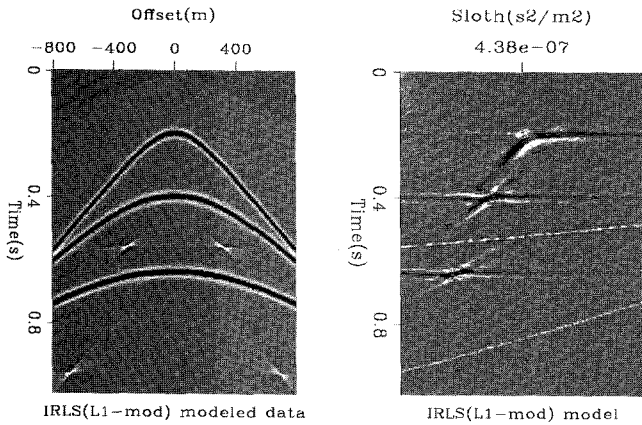 Offset(m)
-800 -400 0 400
0
0.4
0.8
Time(s)
IRLS(L1-mod) modeled data
Sloth(s2/m2)
4.38e-07
0
0.4
0.8
Time(s)
IRLS(L1-mod) model